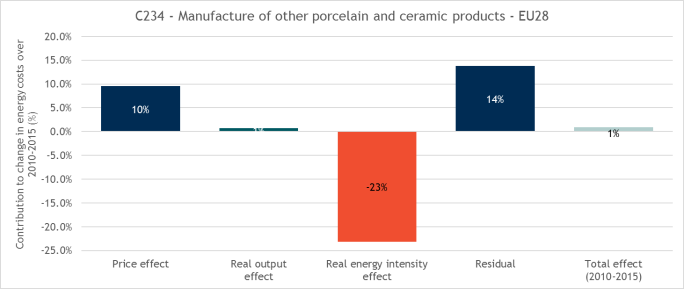 C234 - Manufacture of other porcelain and ceramic products - EU28
Contribution to change in energy costs over
2010-2015 (%)
20.0%
15.0%
10.0%
5.0%
0.0%
-5.0%
-10.0%
-15.0%
-20.0%
-25.0%
10%
1%
-23%
14%
1%
Price effect
Real output
effect
Real energy intensity
effect
Residual
Total effect
(2010-2015)